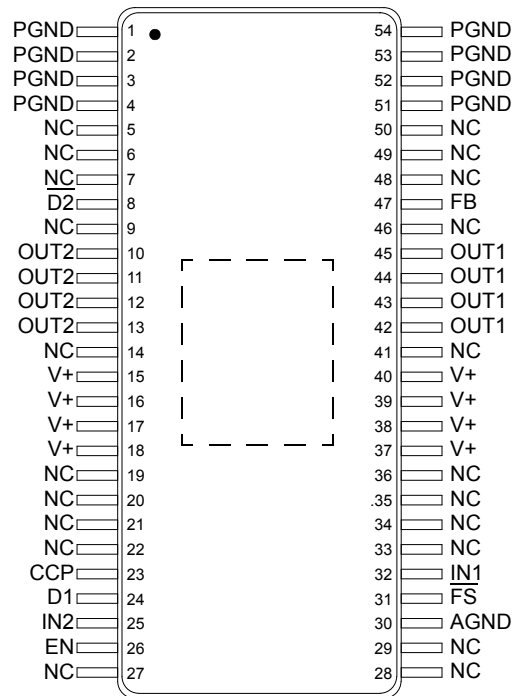 PGND 1 54 PGND
PGND 2 53 PGND
PGND 3 52 PGND
PGND 4 51 PGND
NC 5 50 NC
NC 6 49 NC
NC 7 48 NC
D2 8 47 FB
NC 9 46 NC
OUT2 10 45 OUT1
OUT2 11 44 OUT1
OUT2 12 43 OUT1
OUT2 13 42 OUT1
NC 14 41 NC
V+ 15 40 V+
V+ 16 39 V+
V+ 17 38 V+
V+ 18 37 V+
NC 19 36 NC
NC 20 .35 NC
NC 21 34 NC
NC 22 33 NC
CCP 23 32 IN1
D1 24 31 FS
IN2 25 30 AGND
EN 26 29 NC
NC 27 28 NC